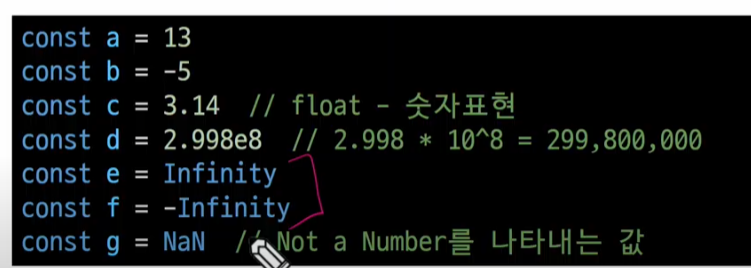 const a = 13
const b = -5
const c = 3.14 // float - 숫자표현
const d = 2.998e8 // 2.998 * 10^8 = 299,800,000
const e = Infinity
const f = -Infinity
const g = NaN // Not a Number를 나타내는 값